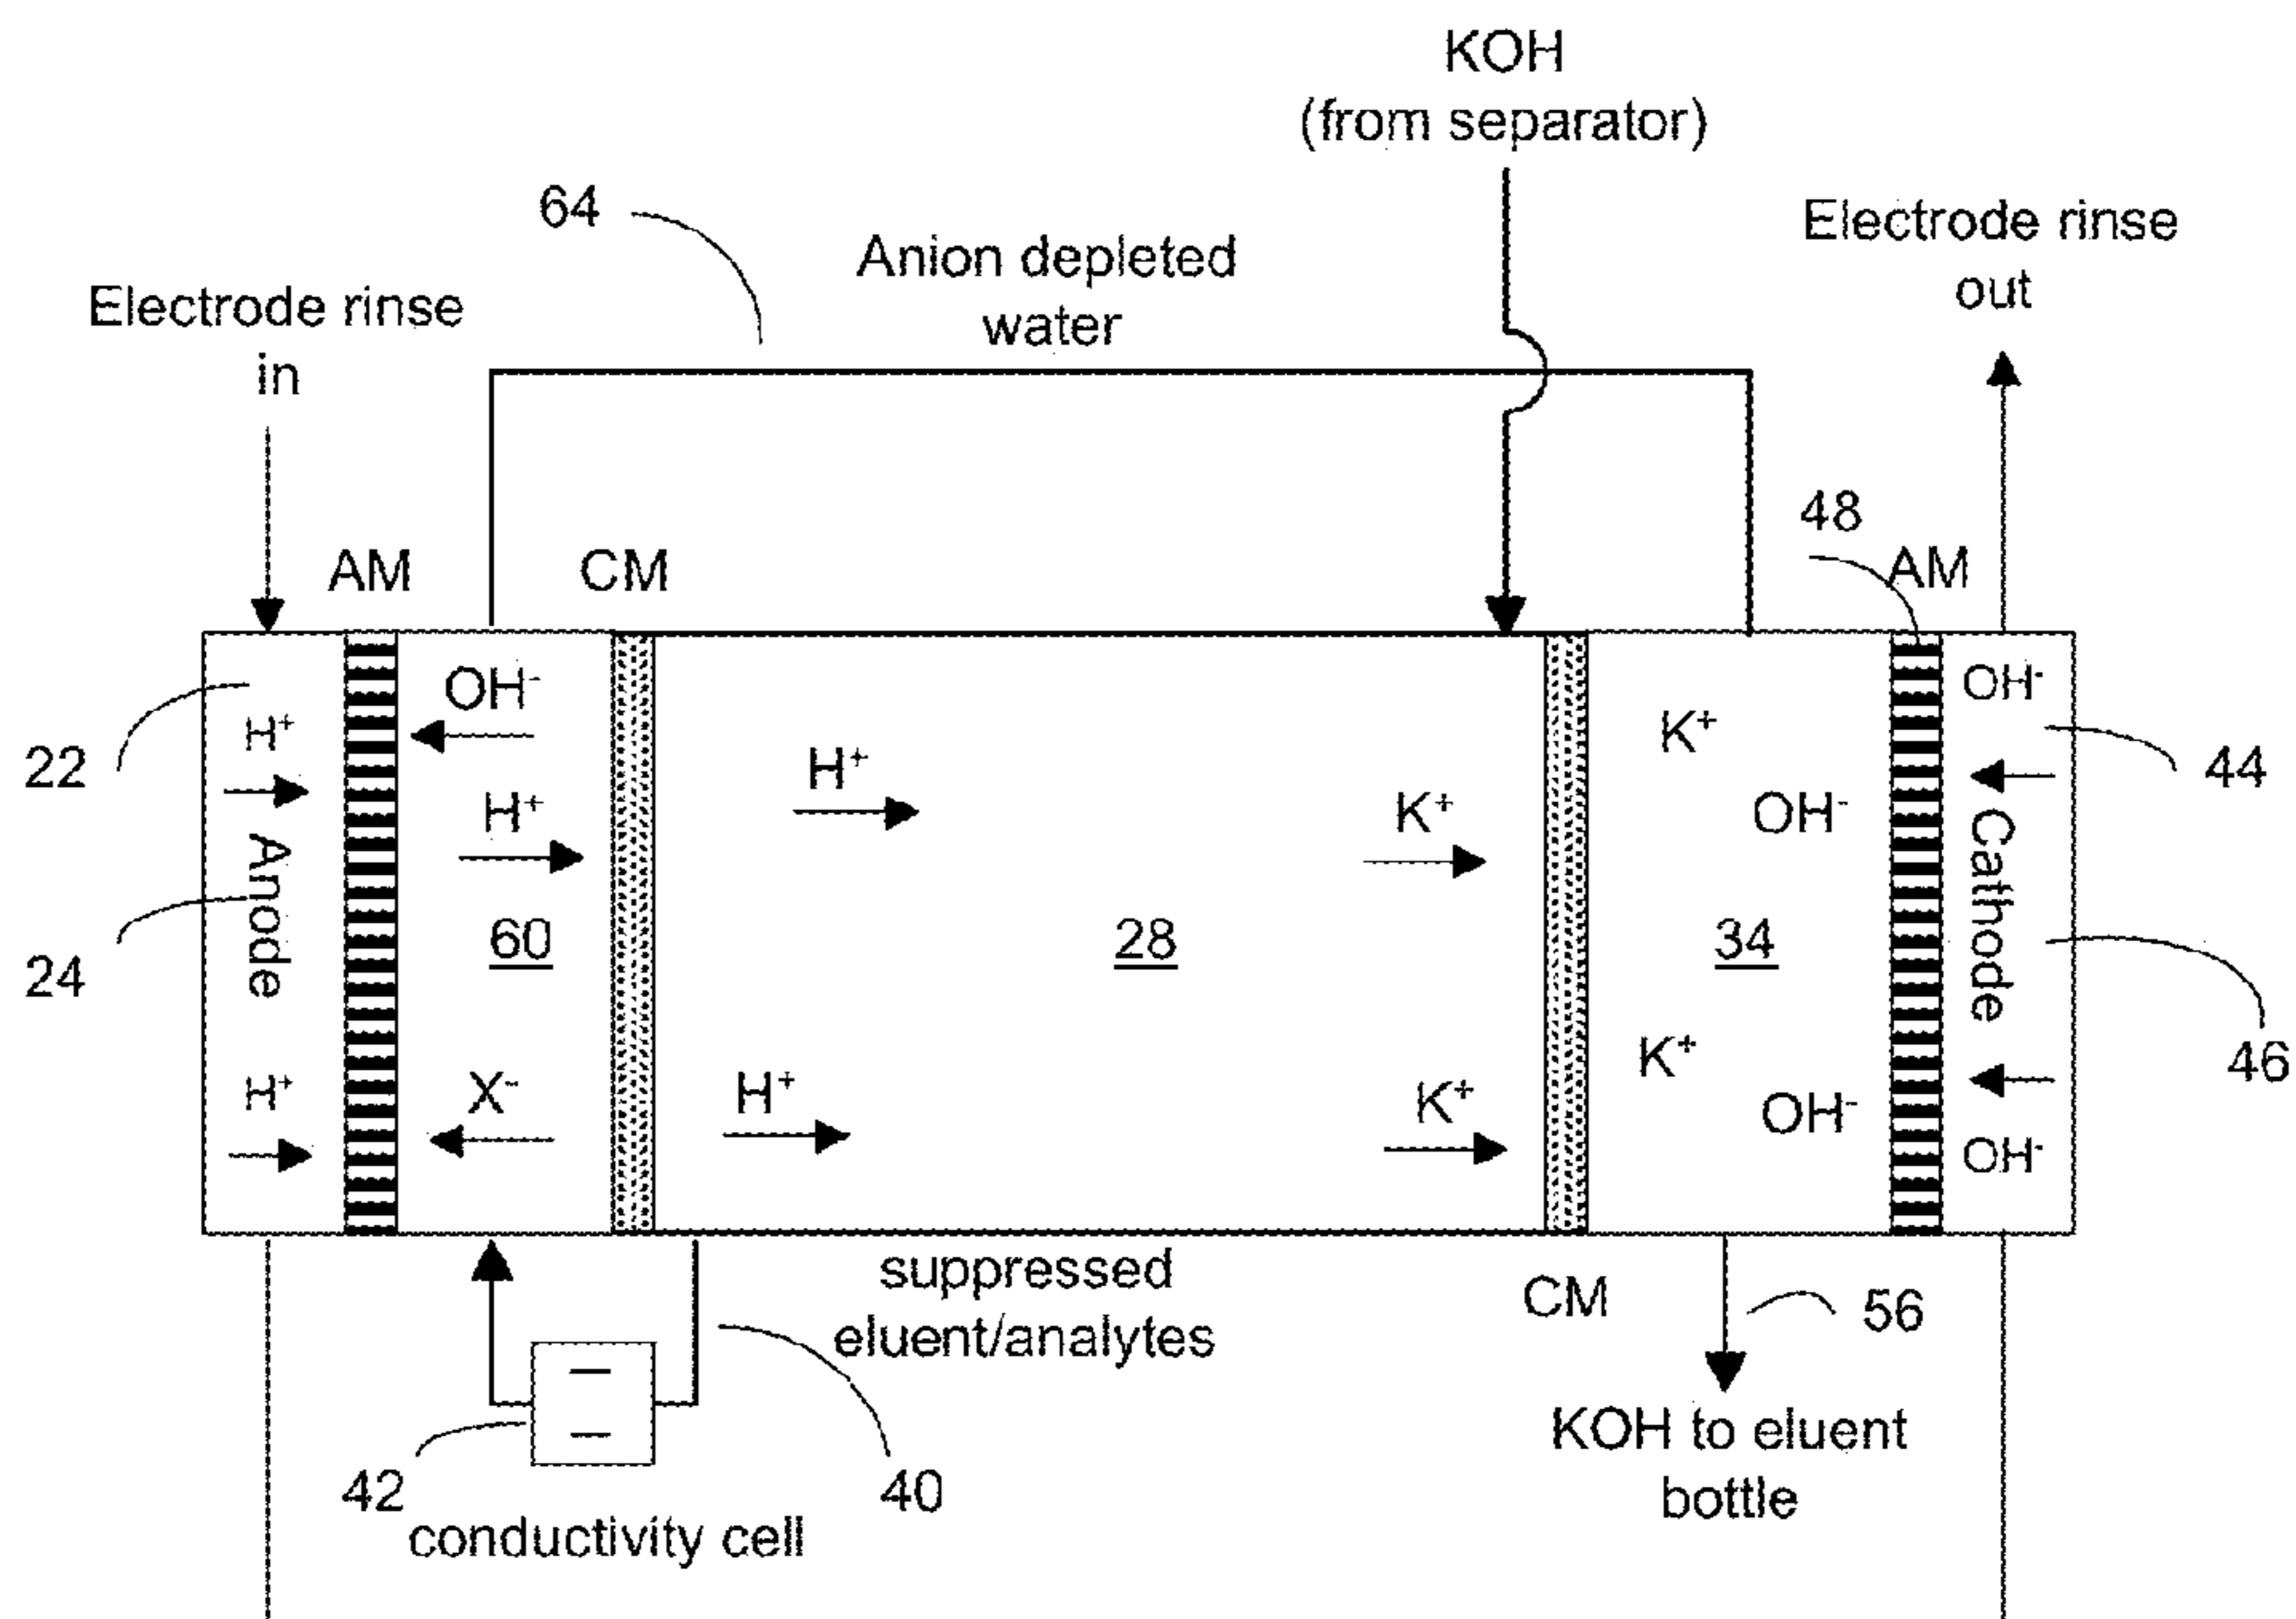 KOH
(from separator)
64
Anion depleted
water
Electrode rinse
out
Electrode rinse
in
48
AM
CM
AM
22
H⁺
OH⁻
H⁺
H⁺
K⁺
K⁺
OH⁻
OH⁻
44
24
Anode
60
28
34
Cathode
46
H⁺
X⁻
H⁺
K⁺
K⁺
OH⁻
OH⁻
suppressed
eluent/analytes
CM
56
42
conductivity cell
40
KOH to eluent
bottle